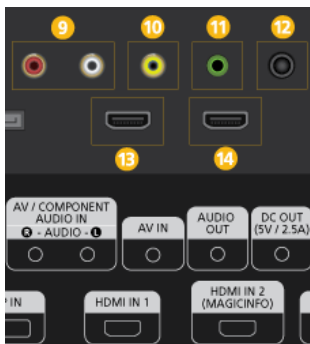 9 10 11 12
13 14
AV / COMPONENT
AUDIO IN
R - AUDIO - L
AV IN
AUDIO
OUT
DC OUT
(5V / 2.5A)
IN
HDMI IN 1
HDMI IN 2
(MAGICINFO)